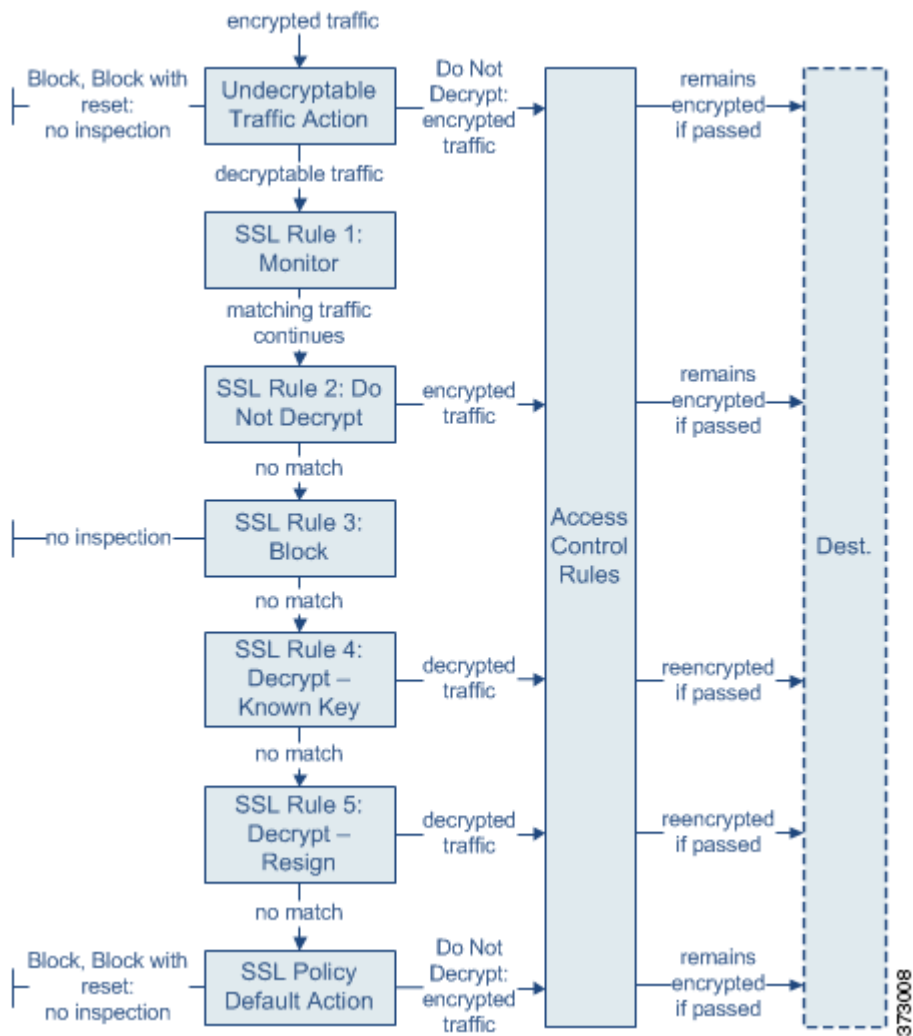 encrypted traffic
Block, Block with
reset:
no inspection
Undecryptable
Traffic Action
Do Not
Decrypt:
encrypted
traffic
remains
encrypted
if passed
decryptable traffic
SSL Rule 1:
Monitor
matching traffic
continues
SSL Rule 2: Do
Not Decrypt
encrypted
traffic
remains
encrypted
if passed
no match
no inspection
SSL Rule 3:
Block
Access
Control
Rules
Dest.
no match
SSL Rule 4:
Decrypt –
Known Key
decrypted
traffic
reencrypted
if passed
no match
SSL Rule 5:
Decrypt –
Resign
decrypted
traffic
reencrypted
if passed
no match
Block, Block with
reset:
no inspection
SSL Policy
Default Action
Do Not
Decrypt:
encrypted
traffic
remains
encrypted
if passed
373008